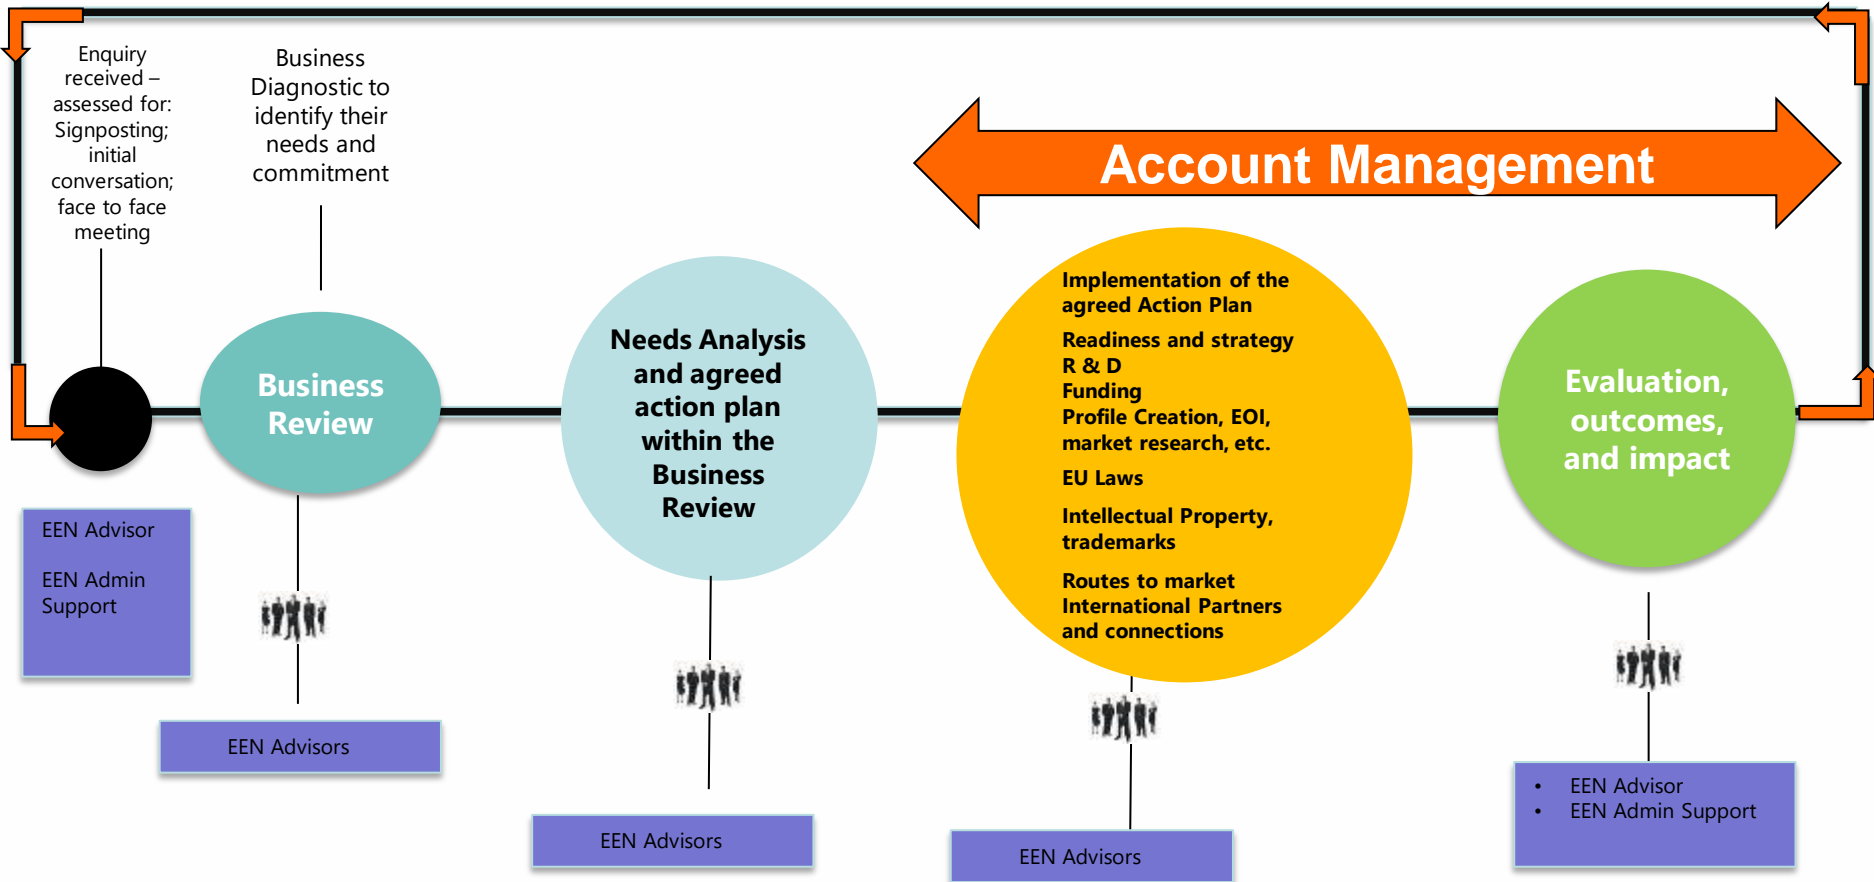 Enquiry
received –
assessed for:
Signposting;
initial
conversation;
face to face
meeting
Business
Diagnostic to
identify their
needs and
commitment
Account Management
Business
Review
Needs Analysis
and agreed
action plan
within the
Business
Review
Implementation of the
agreed Action Plan
Readiness and strategy
R & D
Funding
Profile Creation, EOI,
market research, etc.
EU Laws
Intellectual Property,
trademarks
Routes to market
International Partners
and connections
Evaluation,
outcomes,
and impact
EEN Advisor
EEN Admin
Support
EEN Advisors
EEN Advisors
EEN Advisors
• EEN Advisor
• EEN Admin Support